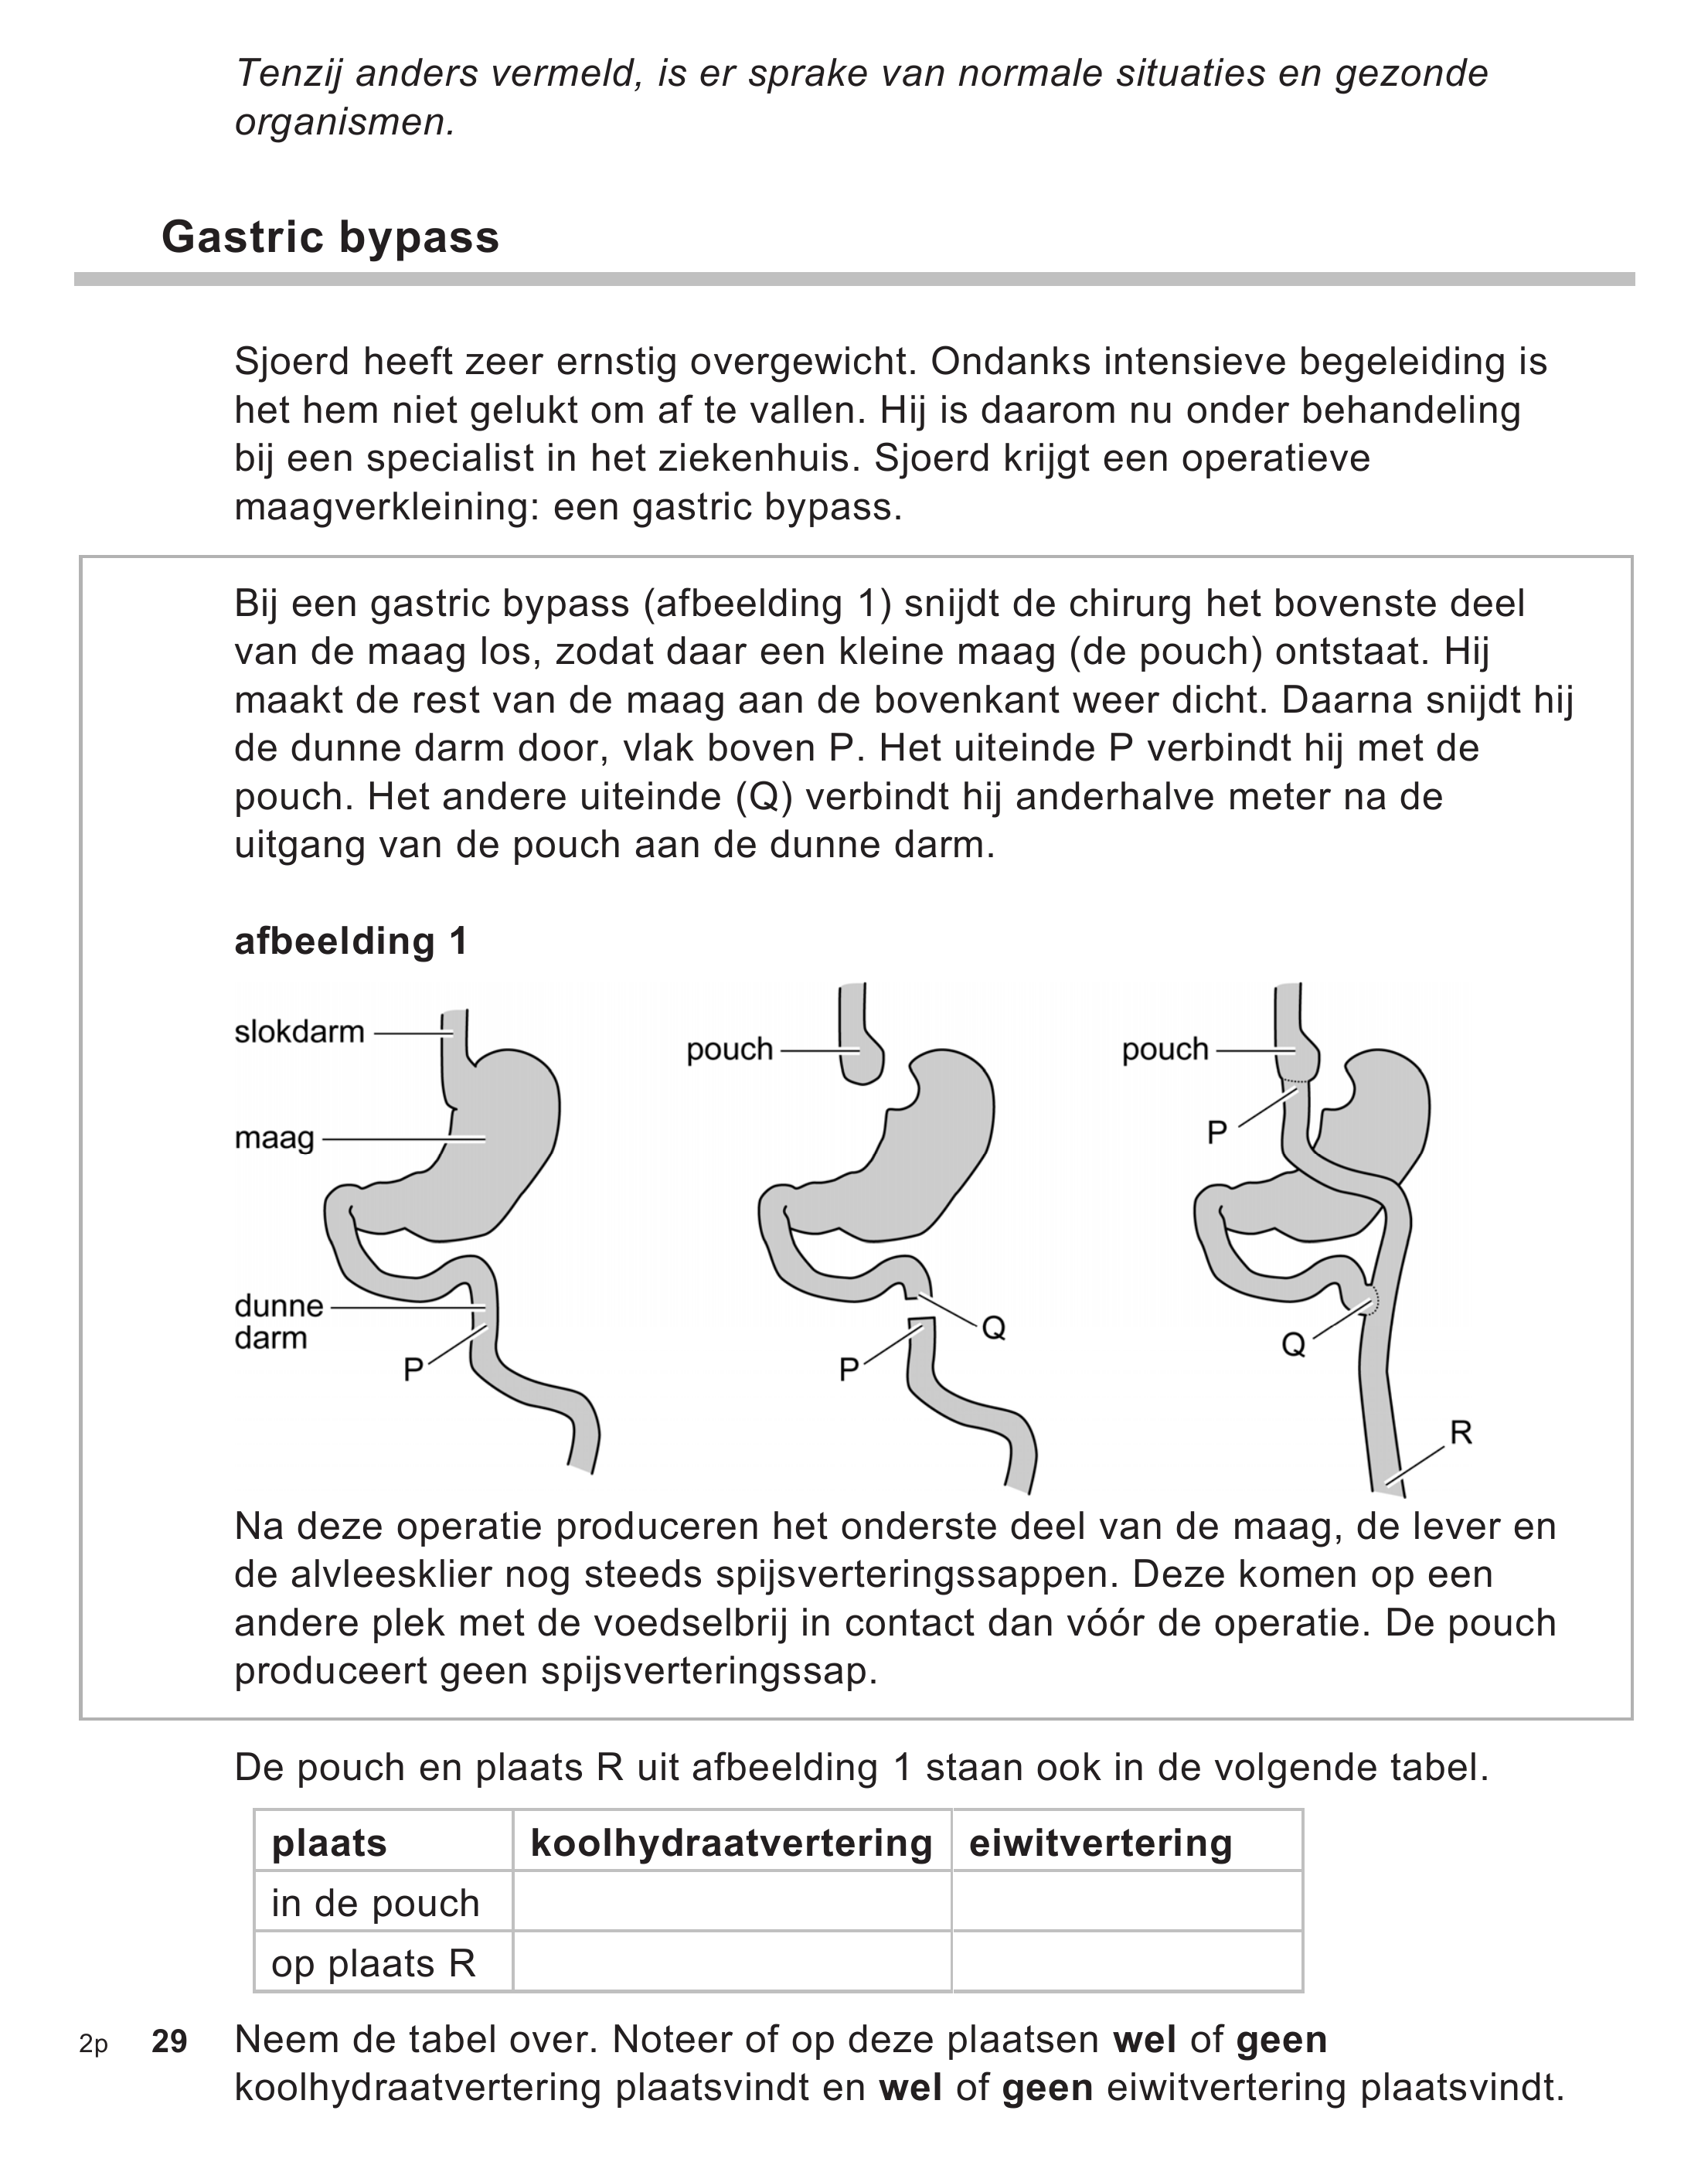 Tenzij anders vermeld, is er sprake van normale situaties en gezonde
organismen.
Gastric bypass
Sjoerd heeft zeer ernstig overgewicht. Ondanks intensieve begeleiding is
het hem niet gelukt om af te vallen. Hij is daarom nu onder behandeling
bij een specialist in het ziekenhuis. Sjoerd krijgt een operatieve
maagverkleining: een gastric bypass.
Bij een gastric bypass (afbeelding 1) snijdt de chirurg het bovenste deel
van de maag los, zodat daar een kleine maag (de pouch) ontstaat. Hij
maakt de rest van de maag aan de bovenkant weer dicht. Daarna snijdt hij
de dunne darm door, vlak boven P. Het uiteinde P verbindt hij met de
pouch. Het andere uiteinde (Q) verbindt hij anderhalve meter na de
uitgang van de pouch aan de dunne darm.
afbeelding 1
slokdarm
maag
dunne
darm
P
pouch
Q
P
pouch
P
Q
R
Na deze operatie produceren het onderste deel van de maag, de lever en
de alvleesklier nog steeds spijsverteringssappen. Deze komen op een
andere plek met de voedselbrij in contact dan vóór de operatie. De pouch
produceert geen spijsverteringssap.
De pouch en plaats R uit afbeelding 1 staan ook in de volgende tabel.
plaats koolhydraatvertering eiwitvertering
in de pouch
op plaats R
2p 29 Neem de tabel over. Noteer of op deze plaatsen wel of geen
koolhydraatvertering plaatsvindt en wel of geen eiwitvertering plaatsvindt.